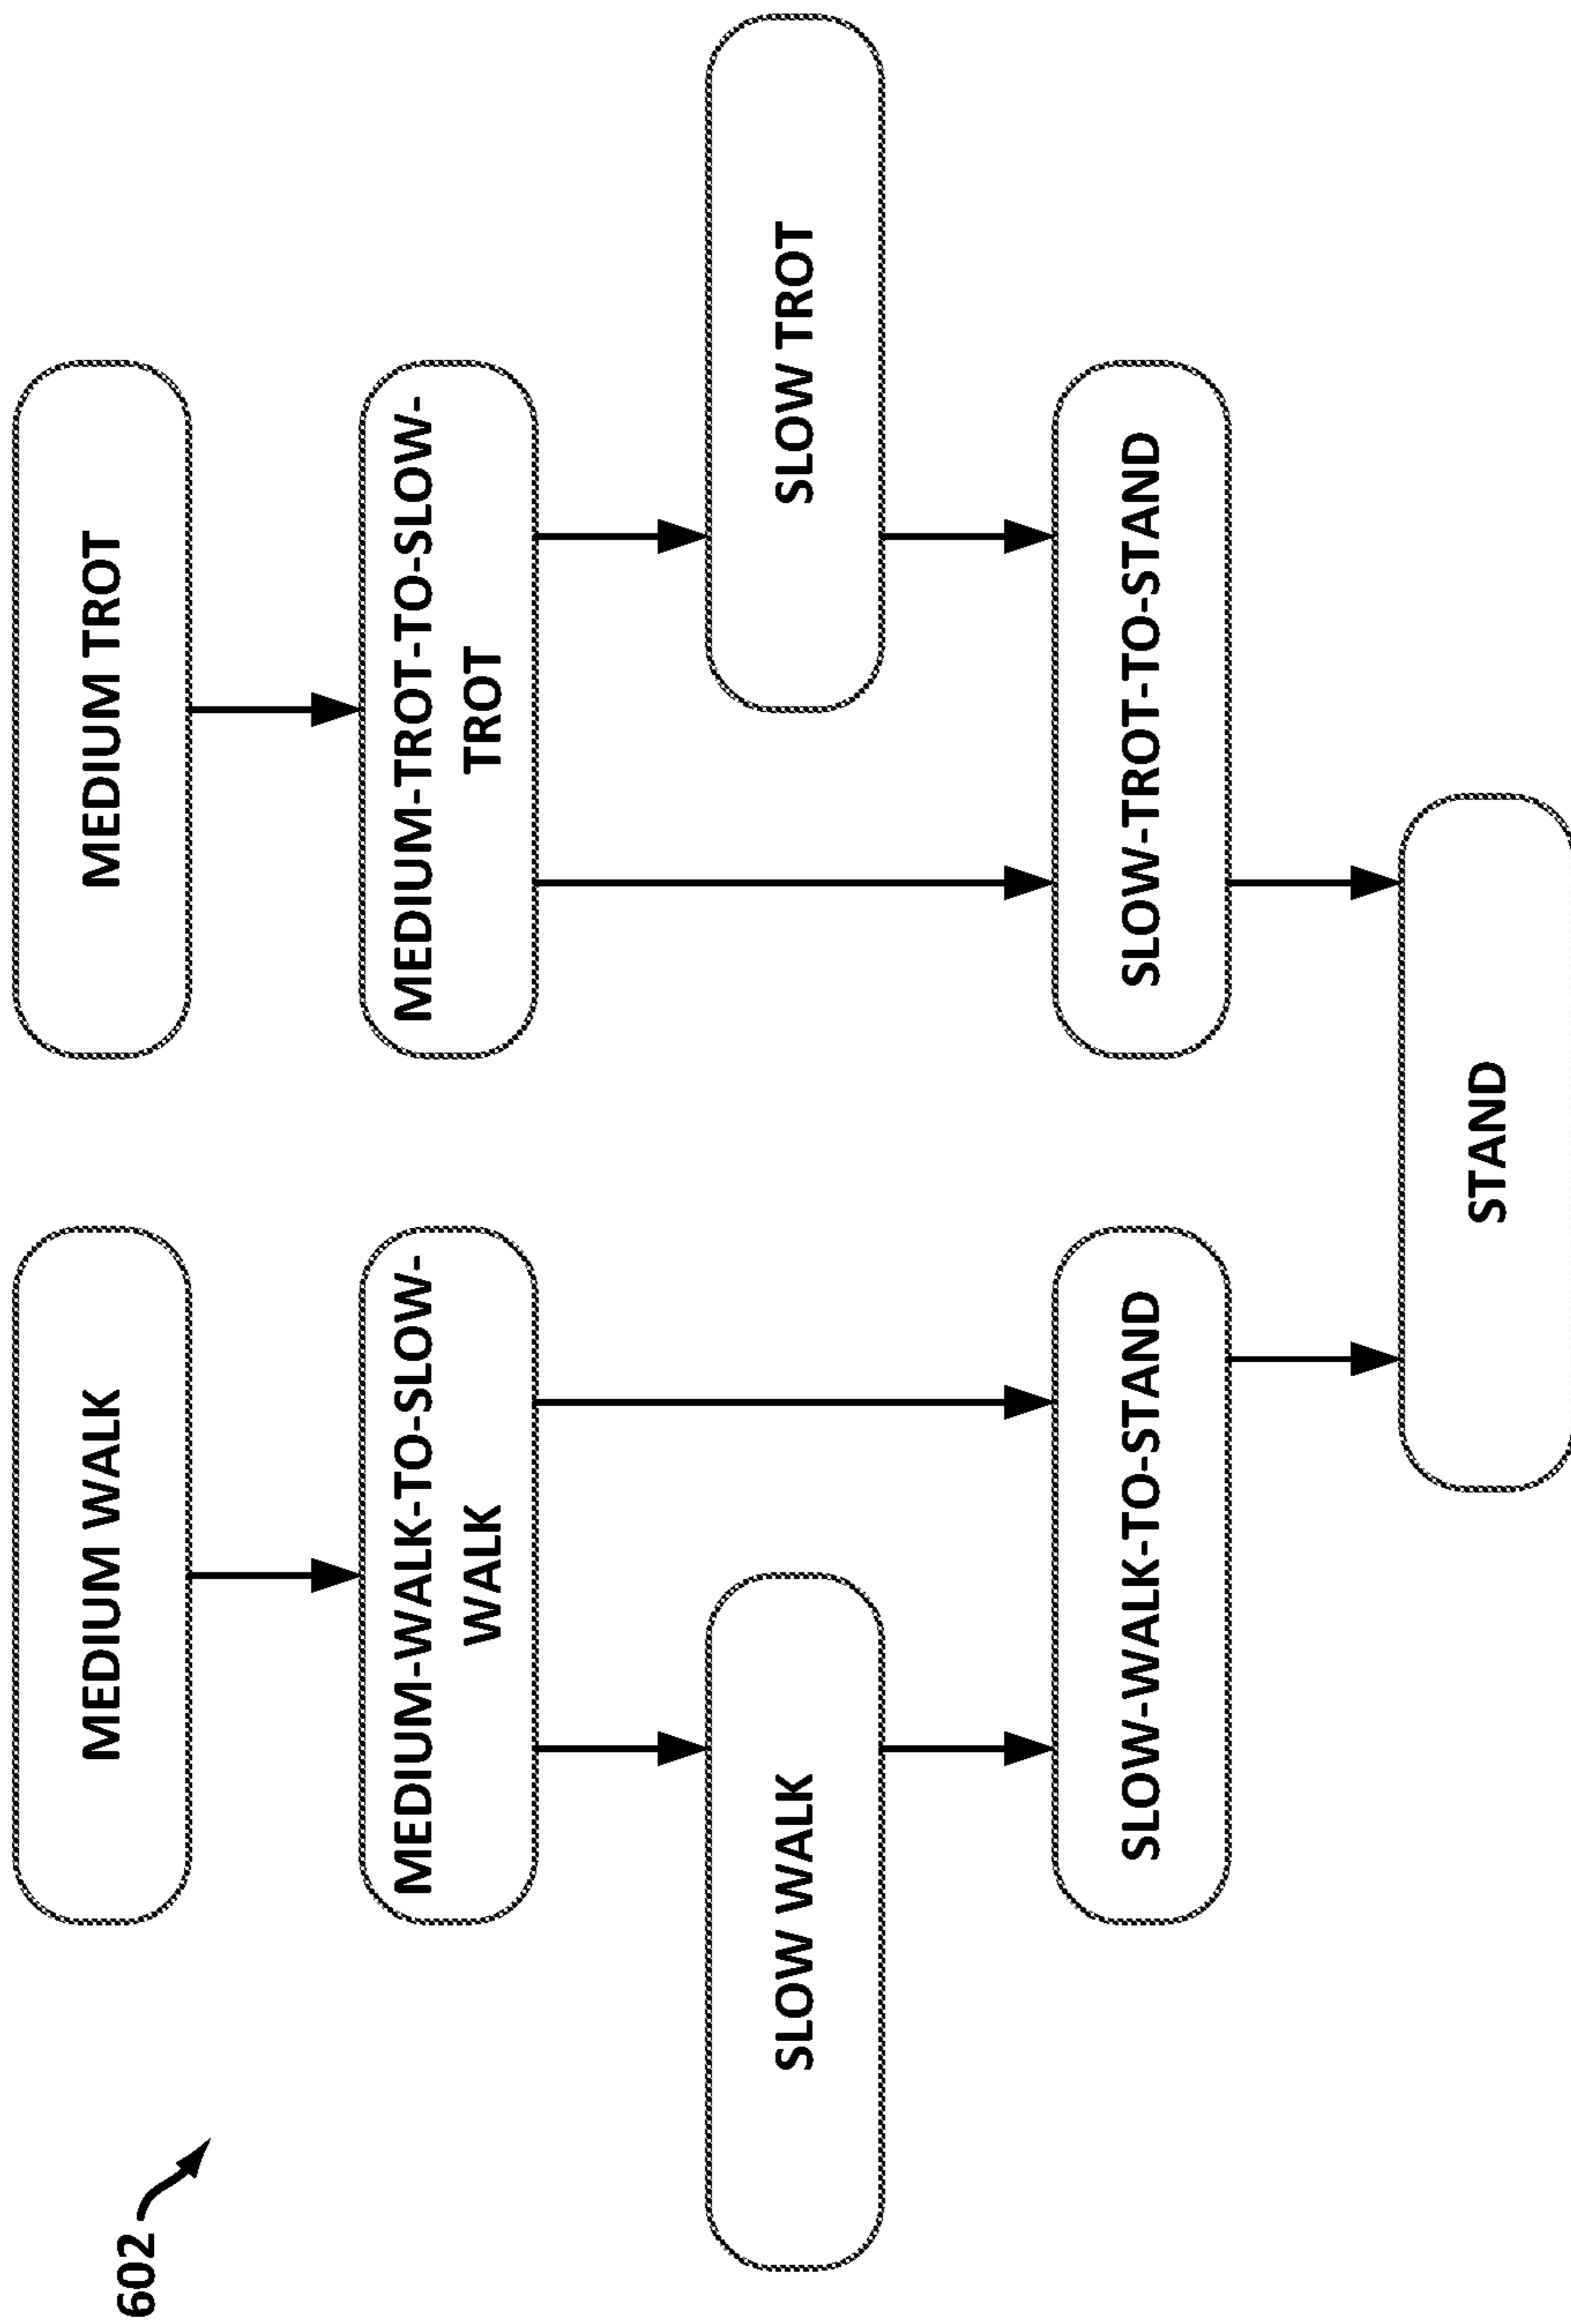 602
MEDIUM WALK
MEDIUM TROT
MEDIUM-WALK-TO-SLOW-
WALK
MEDIUM-TROT-TO-SLOW-
TROT
SLOW WALK
SLOW TROT
SLOW-WALK-TO-STAND
SLOW-TROT-TO-STAND
STAND